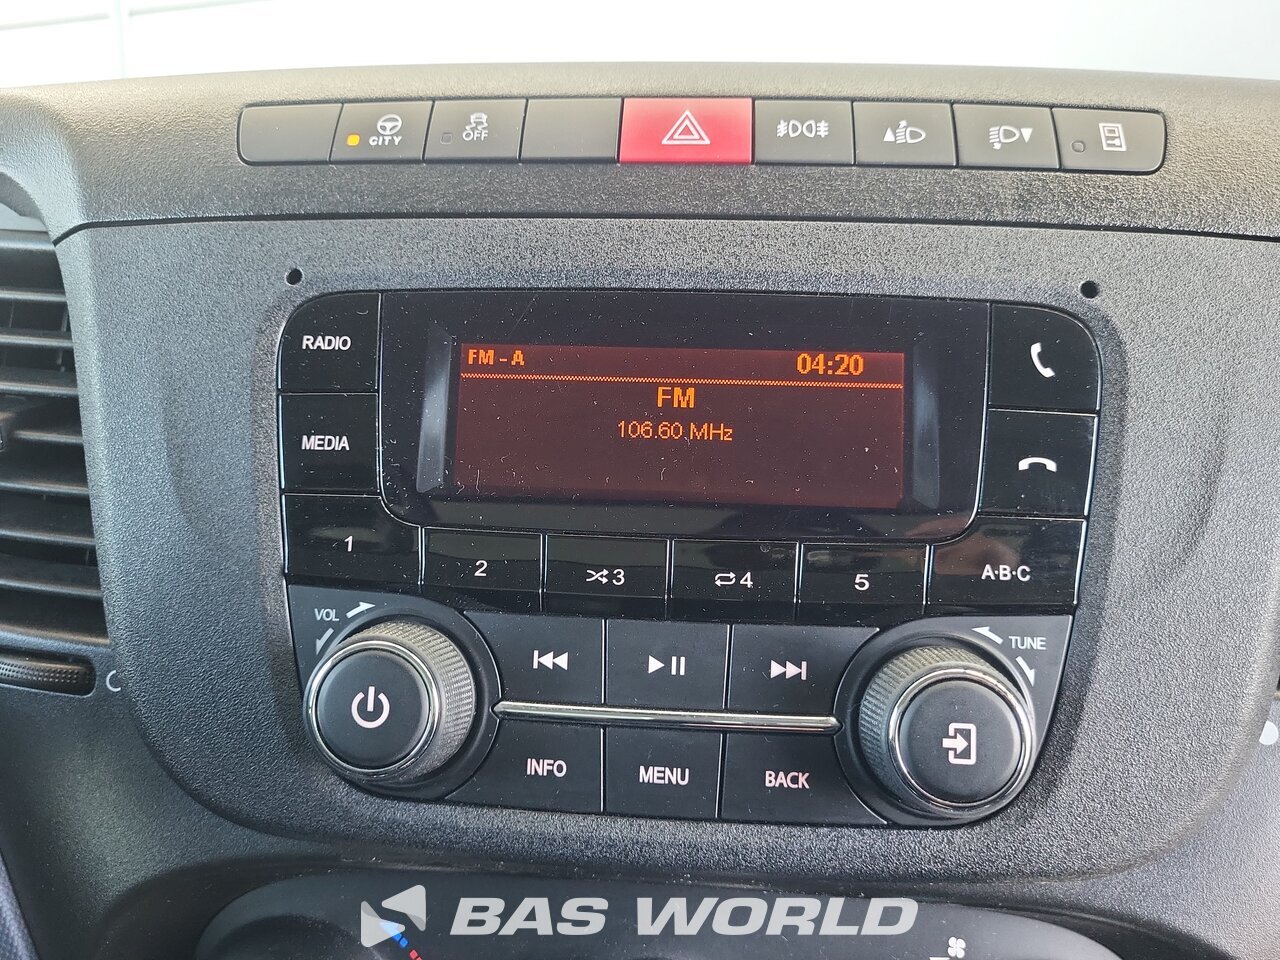 CITY
OFF
RADIO
FM - A
04:20
FM
106.60 MHz
MEDIA
1
2
3
4
5
A·B·C
VOL
TUNE
INFO
MENU
BACK
BAS WORLD